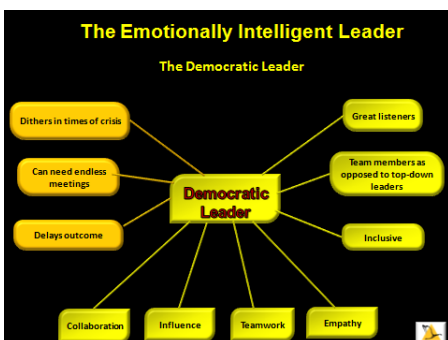 The Emotionally Intelligent Leader
The Democratic Leader
Dithers in times of crisis
Great listeners
Can need endless
meetings
Team members as
opposed to top-down
leaders
Democratic
Leader
Delays outcome
Inclusive
Collaboration
Influence
Teamwork
Empathy